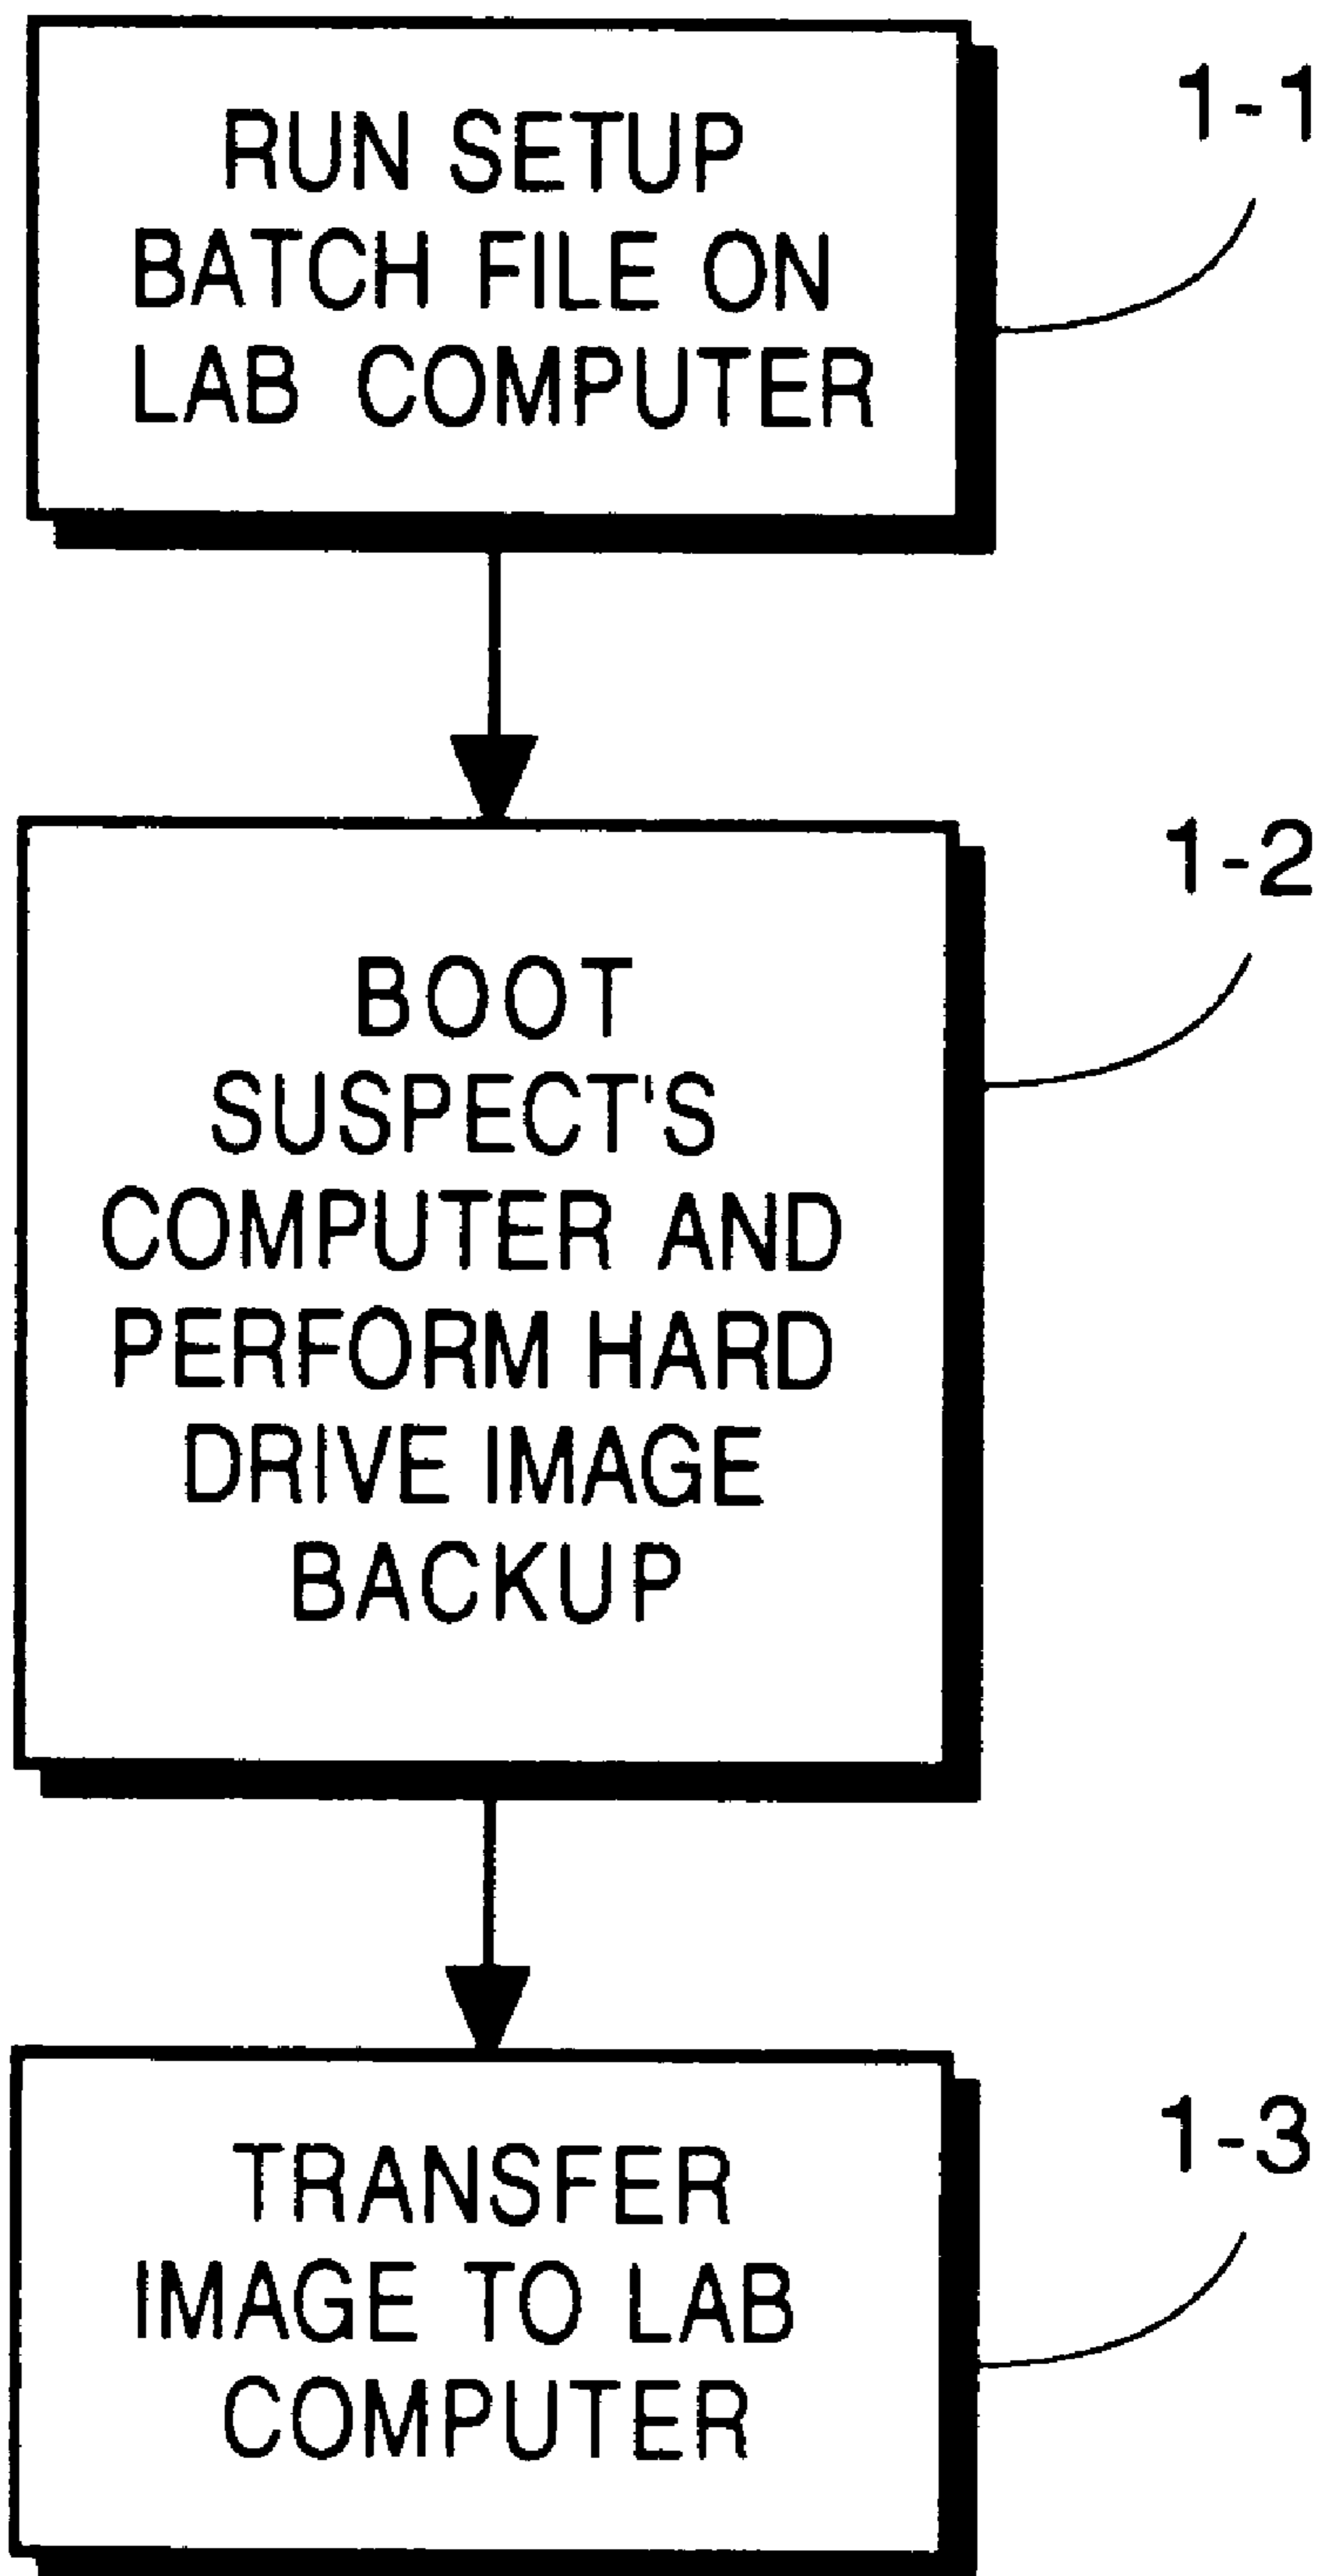 RUN SETUP
BATCH FILE ON
LAB COMPUTER
1-1
BOOT
SUSPECT'S
COMPUTER AND
PERFORM HARD
DRIVE IMAGE
BACKUP
1-2
TRANSFER
IMAGE TO LAB
COMPUTER
1-3